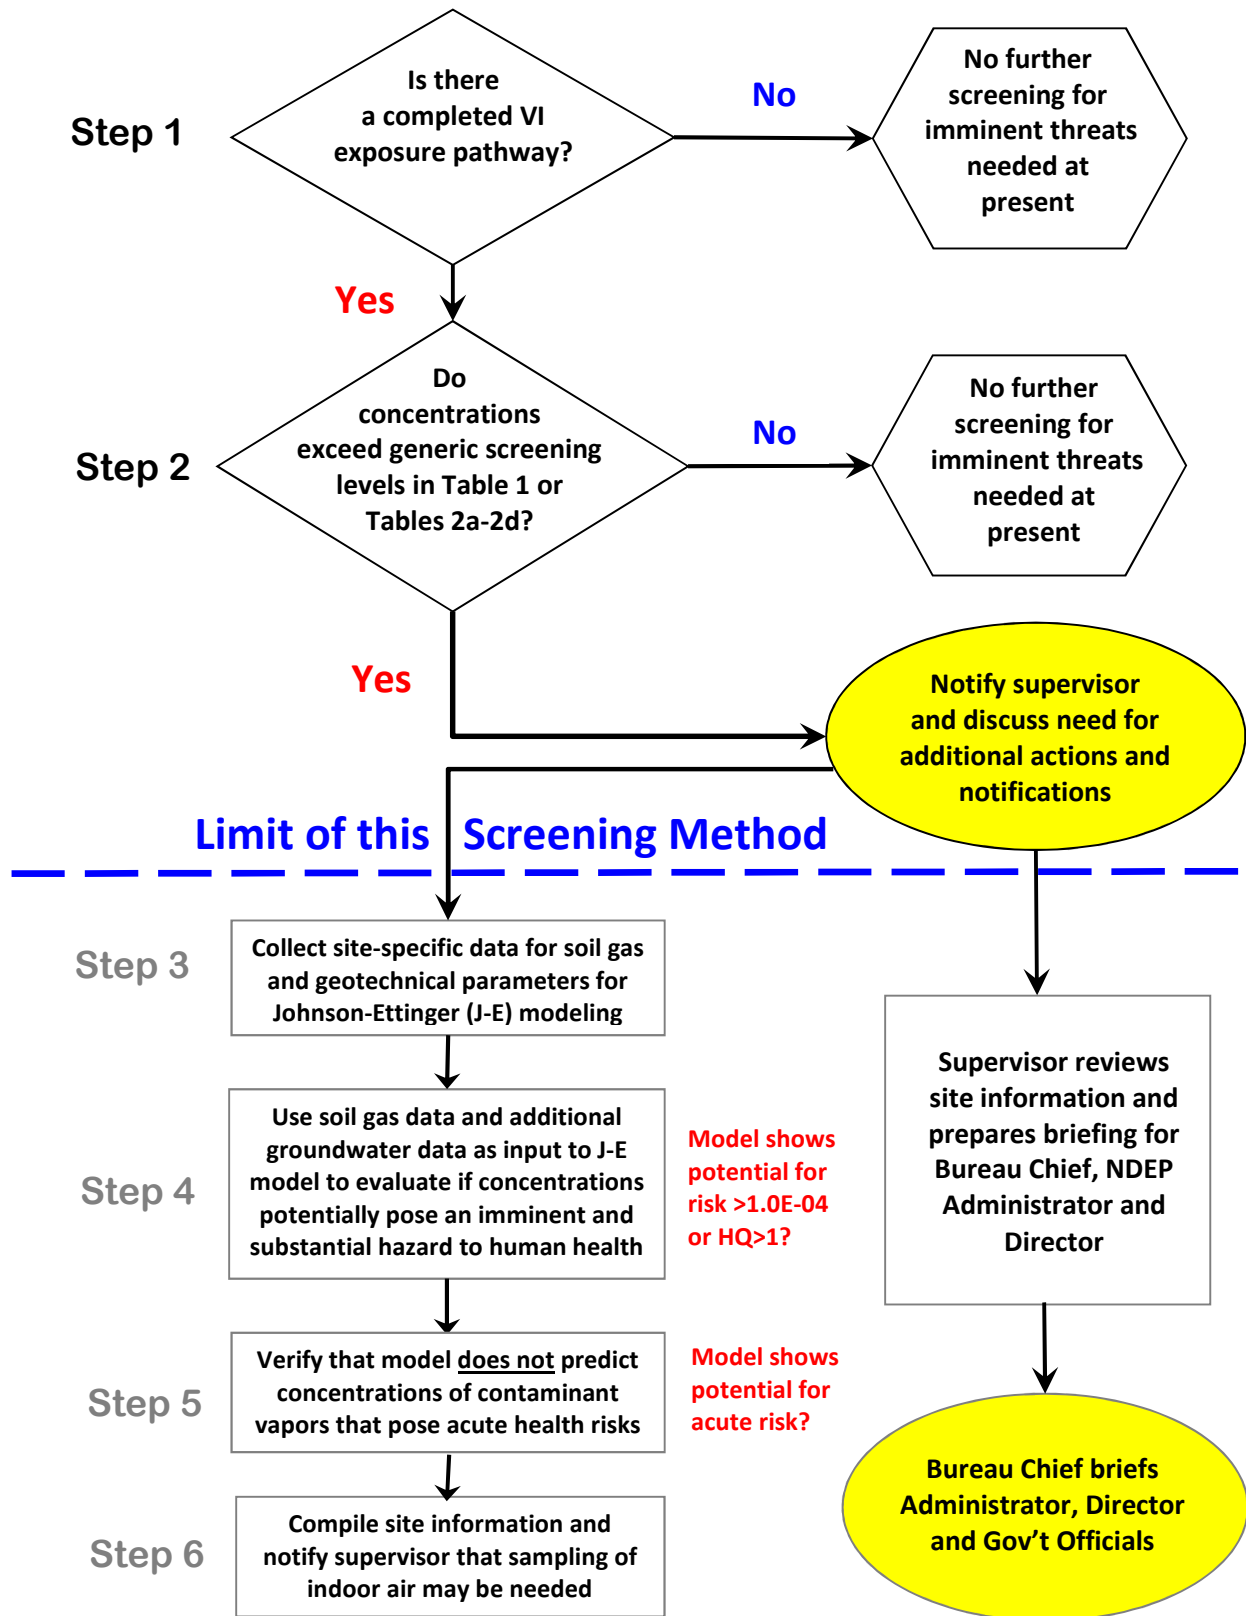 Step 1
Is there
a completed VI
exposure pathway?
No
No further
screening for
imminent threats
needed at
present
Yes
Step 2
Do
concentrations
exceed generic screening
levels in Table 1 or
Tables 2a-2d?
No
No further
screening for
imminent threats
needed at
present
Yes
Notify supervisor
and discuss need for
additional actions and
notifications
Limit of this Screening Method
Step 3
Collect site-specific data for soil gas
and geotechnical parameters for
Johnson-Ettinger (J-E) modeling
Step 4
Use soil gas data and additional
groundwater data as input to J-E
model to evaluate if concentrations
potentially pose an imminent and
substantial hazard to human health
Model shows
potential for
risk >1.0E-04
or HQ>1?
Supervisor reviews
site information and
prepares briefing for
Bureau Chief, NDEP
Administrator and
Director
Step 5
Verify that model does not predict
concentrations of contaminant
vapors that pose acute health risks
Model shows
potential for
acute risk?
Bureau Chief briefs
Administrator, Director
and Gov't Officials
Step 6
Compile site information and
notify supervisor that sampling of
indoor air may be needed